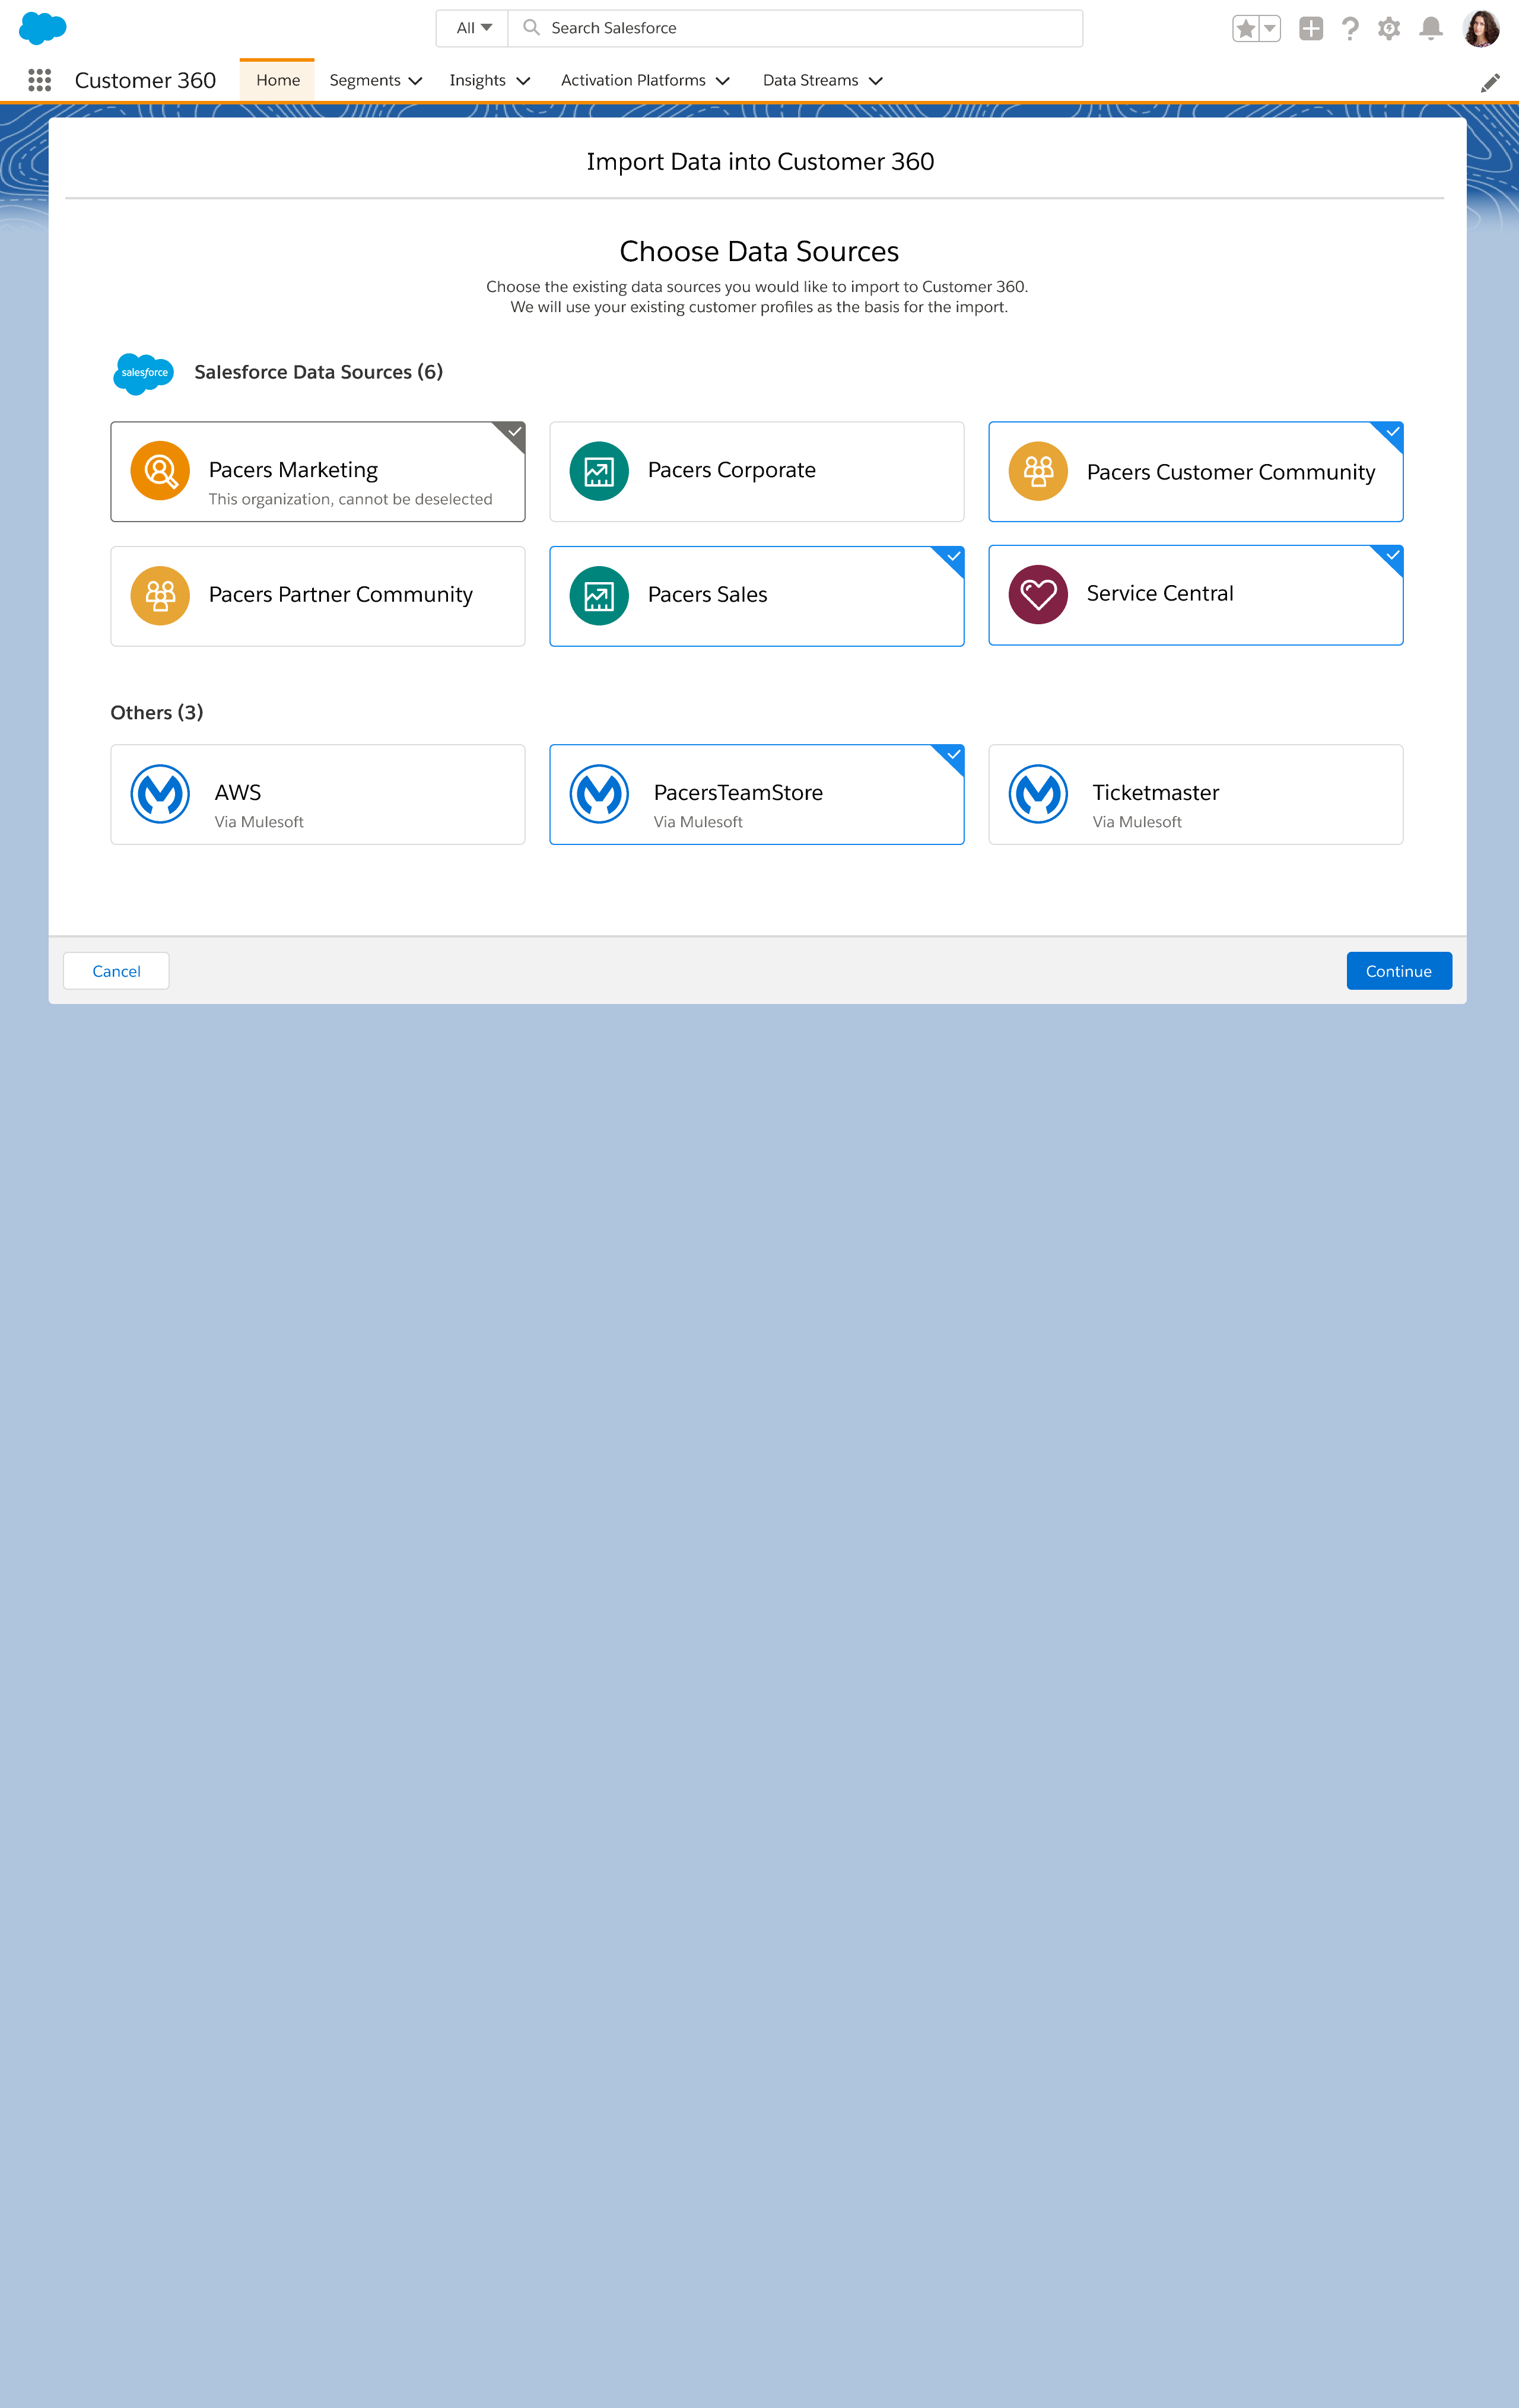 All
Search Salesforce
Customer 360
Home
Segments
Insights
Activation Platforms
Data Streams
Import Data into Customer 360
Choose Data Sources
Choose the existing data sources you would like to import to Customer 360.
We will use your existing customer profiles as the basis for the import.
salesforce
Salesforce Data Sources (6)
Pacers Marketing
This organization, cannot be deselected
Pacers Corporate
Pacers Customer Community
Pacers Partner Community
Pacers Sales
Service Central
Others (3)
AWS
Via Mulesoft
PacersTeamStore
Via Mulesoft
Ticketmaster
Via Mulesoft
Cancel
Continue